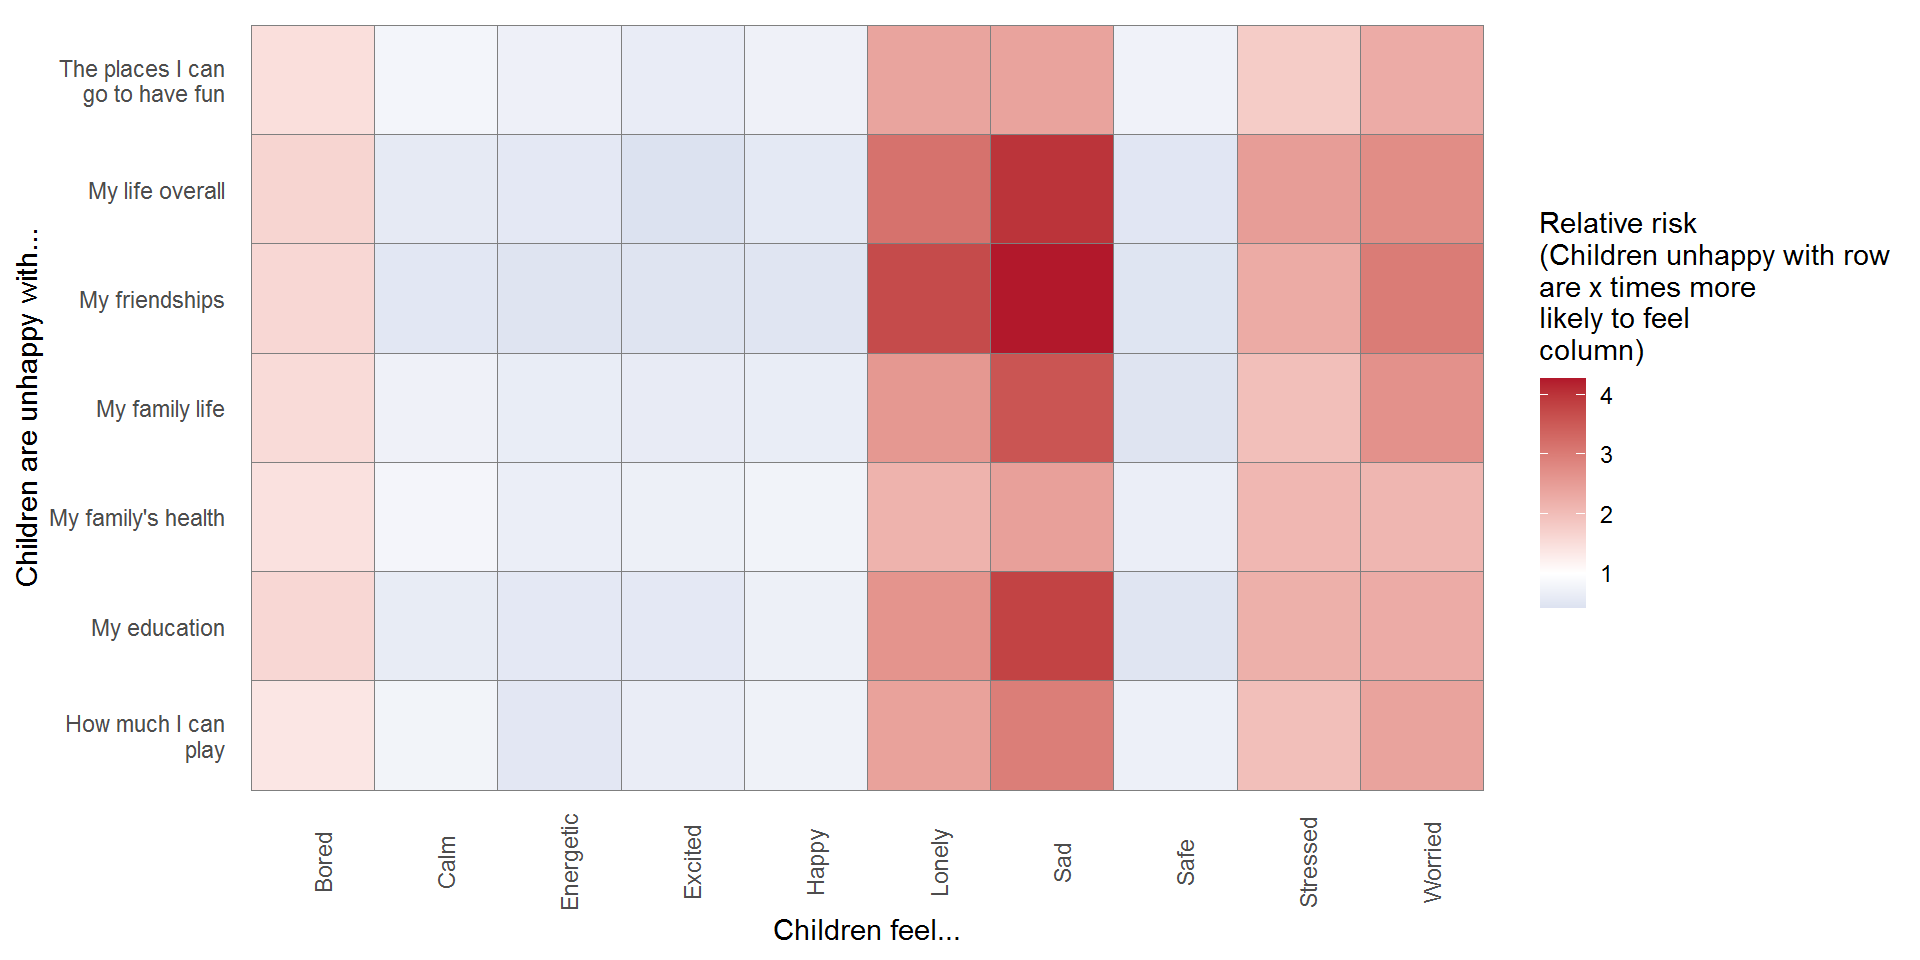 Children are unhappy with...
The places I can
go to have fun
My life overall
My friendships
My family life
My family's health
My education
How much I can
play
Bored
Calm
Energetic
Excited
Happy
Lonely
Sad
Safe
Stressed
Worried
Children feel...
Relative risk
(Children unhappy with row
are x times more
likely to feel
column)
4
3
2
1